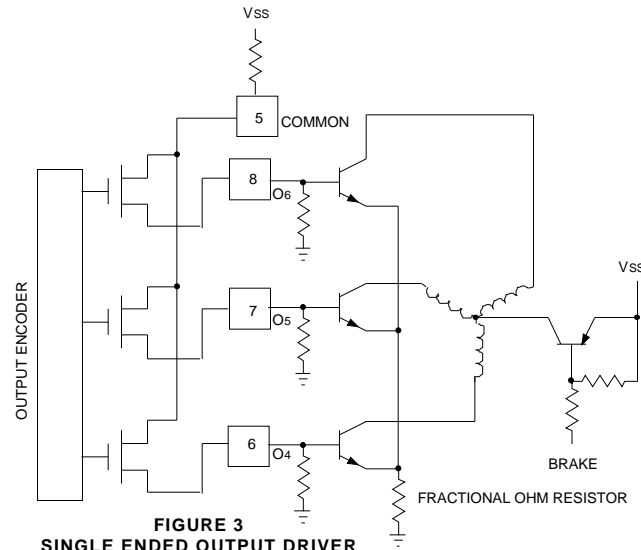 Vss
5
COMMON
8
O6
Vss
7
O5
OUTPUT ENCODER
6
O4
BRAKE
FRACTIONAL OHM RESISTOR
FIGURE 3
SINGLE ENDED OUTPUT DRIVER